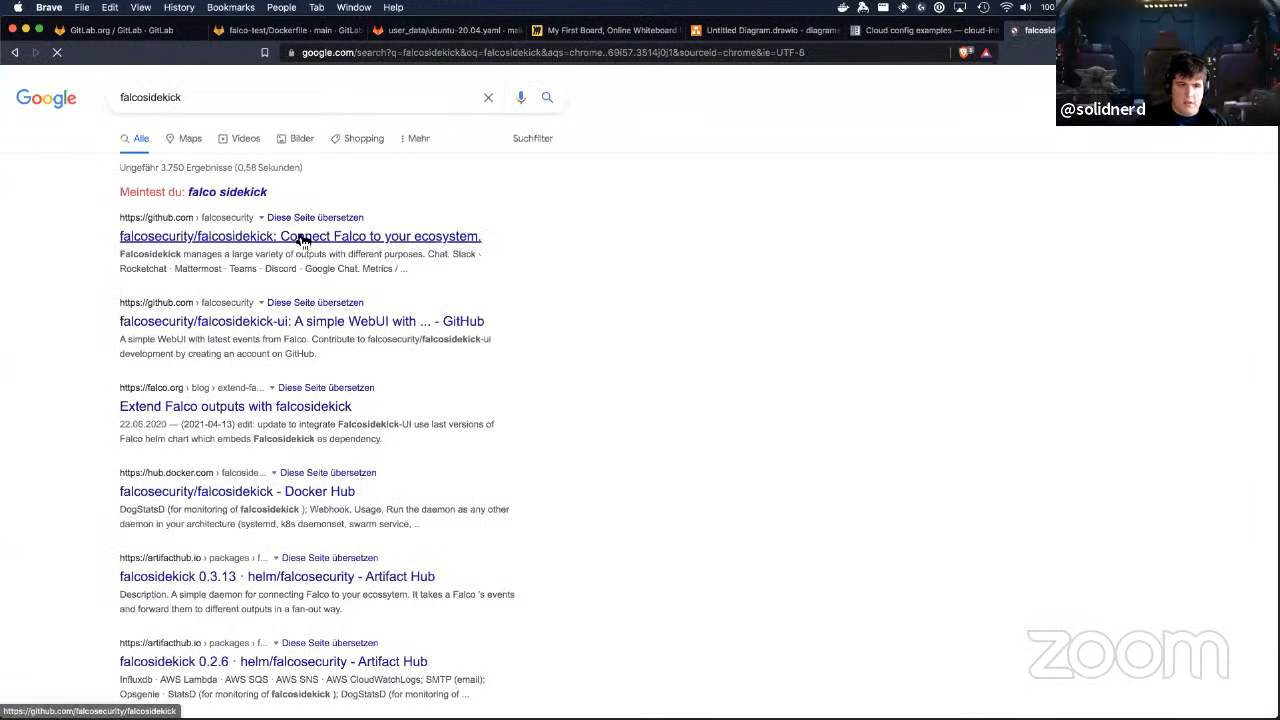 Brave File Edit View History Bookmarks People Tab Window Help
GitLab.org / GitLab · GitLab
falco-test/Dockerfile · main · GitLab
user_data/ubuntu-20.04.yaml · mai
My First Board, Online Whiteboard
Untitled Diagram.drawio - diagrams
Cloud config examples — cloud-init
falcosid
google.com/search?q=falcosidekick&oq=falcosidekick&aqs=chrome..69i57.3514j0j1&sourceid=chrome&ie=UTF-8
@solidnerd
Google
falcosidekick
Alle Maps Videos Bilder Shopping Mehr Suchfilter
Ungefähr 3.750 Ergebnisse (0,58 Sekunden)
Meintest du: falco sidekick
https://github.com › falcosecurity Diese Seite übersetzen
falcosecurity/falcosidekick: Connect Falco to your ecosystem.
Falcosidekick manages a large variety of outputs with different purposes. Chat. Slack ·
Rocketchat · Mattermost · Teams · Discord · Google Chat. Metrics / ...
https://github.com › falcosecurity Diese Seite übersetzen
falcosecurity/falcosidekick-ui: A simple WebUI with ... - GitHub
A simple WebUI with latest events from Falco. Contribute to falcosecurity/falcosidekick-ui
development by creating an account on GitHub.
https://falco.org › blog › extend-fa... Diese Seite übersetzen
Extend Falco outputs with falcosidekick
22.06.2020 — (2021-04-13) edit: update to integrate Falcosidekick-UI use last versions of
Falco helm chart which embeds Falcosidekick as dependency.
https://hub.docker.com › falcoside... Diese Seite übersetzen
falcosecurity/falcosidekick - Docker Hub
DogStatsD (for monitoring of falcosidekick ); Webhook. Usage. Run the daemon as any other
daemon in your architecture (systemd, k8s daemonset, swarm service, ..
https://artifacthub.io › packages › f... Diese Seite übersetzen
falcosidekick 0.3.13 · helm/falcosecurity - Artifact Hub
Description. A simple daemon for connecting Falco to your ecossytem. It takes a Falco 's events
and forward them to different outputs in a fan-out way.
https://artifacthub.io › packages › f... Diese Seite übersetzen
falcosidekick 0.2.6 · helm/falcosecurity - Artifact Hub
Influxdb · AWS Lambda · AWS SQS · AWS SNS · AWS CloudWatchLogs; SMTP (email);
Opsgenie · StatsD (for monitoring of falcosidekick ); DogStatsD (for monitoring of ...
https://github.com/falcosecurity/falcosidekick
zoom